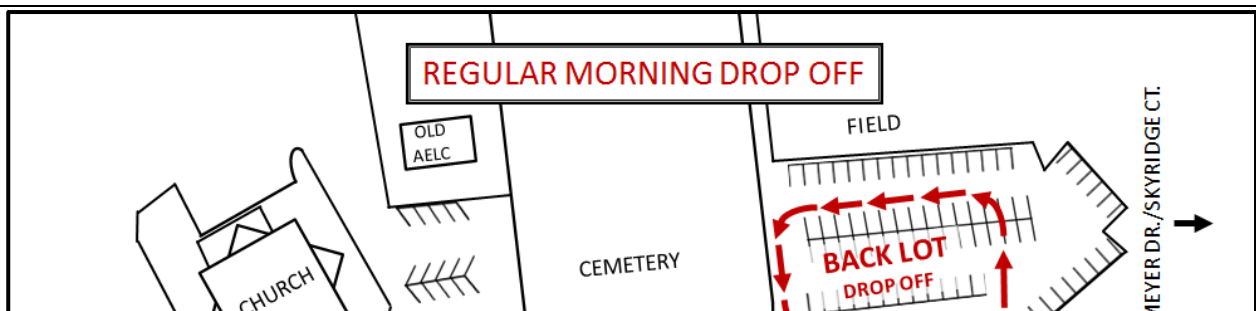 REGULAR MORNING DROP OFF
OLD
AELC
FIELD
CHURCH
CEMETERY
BACK LOT
DROP OFF
MEYER DR./SKYRIDGE CT.